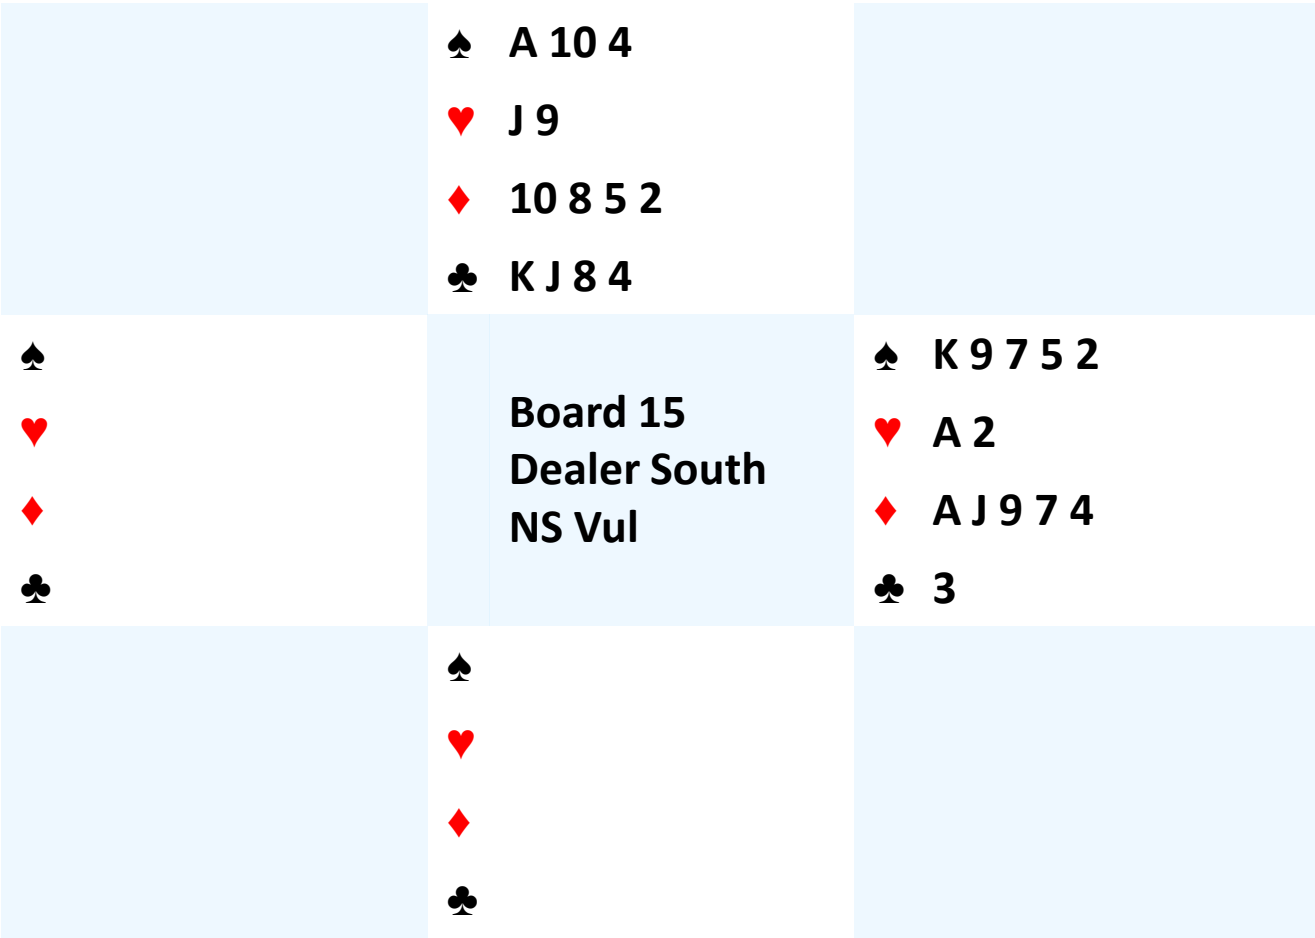 ♠ A 10 4
♥ J 9
♦ 10 8 5 2
♣ K J 8 4
♠
♥
♦
♣
Board 15
Dealer South
NS Vul
♠ K 9 7 5 2
♥ A 2
♦ A J 9 7 4
♣ 3
♠
♥
♦
♣